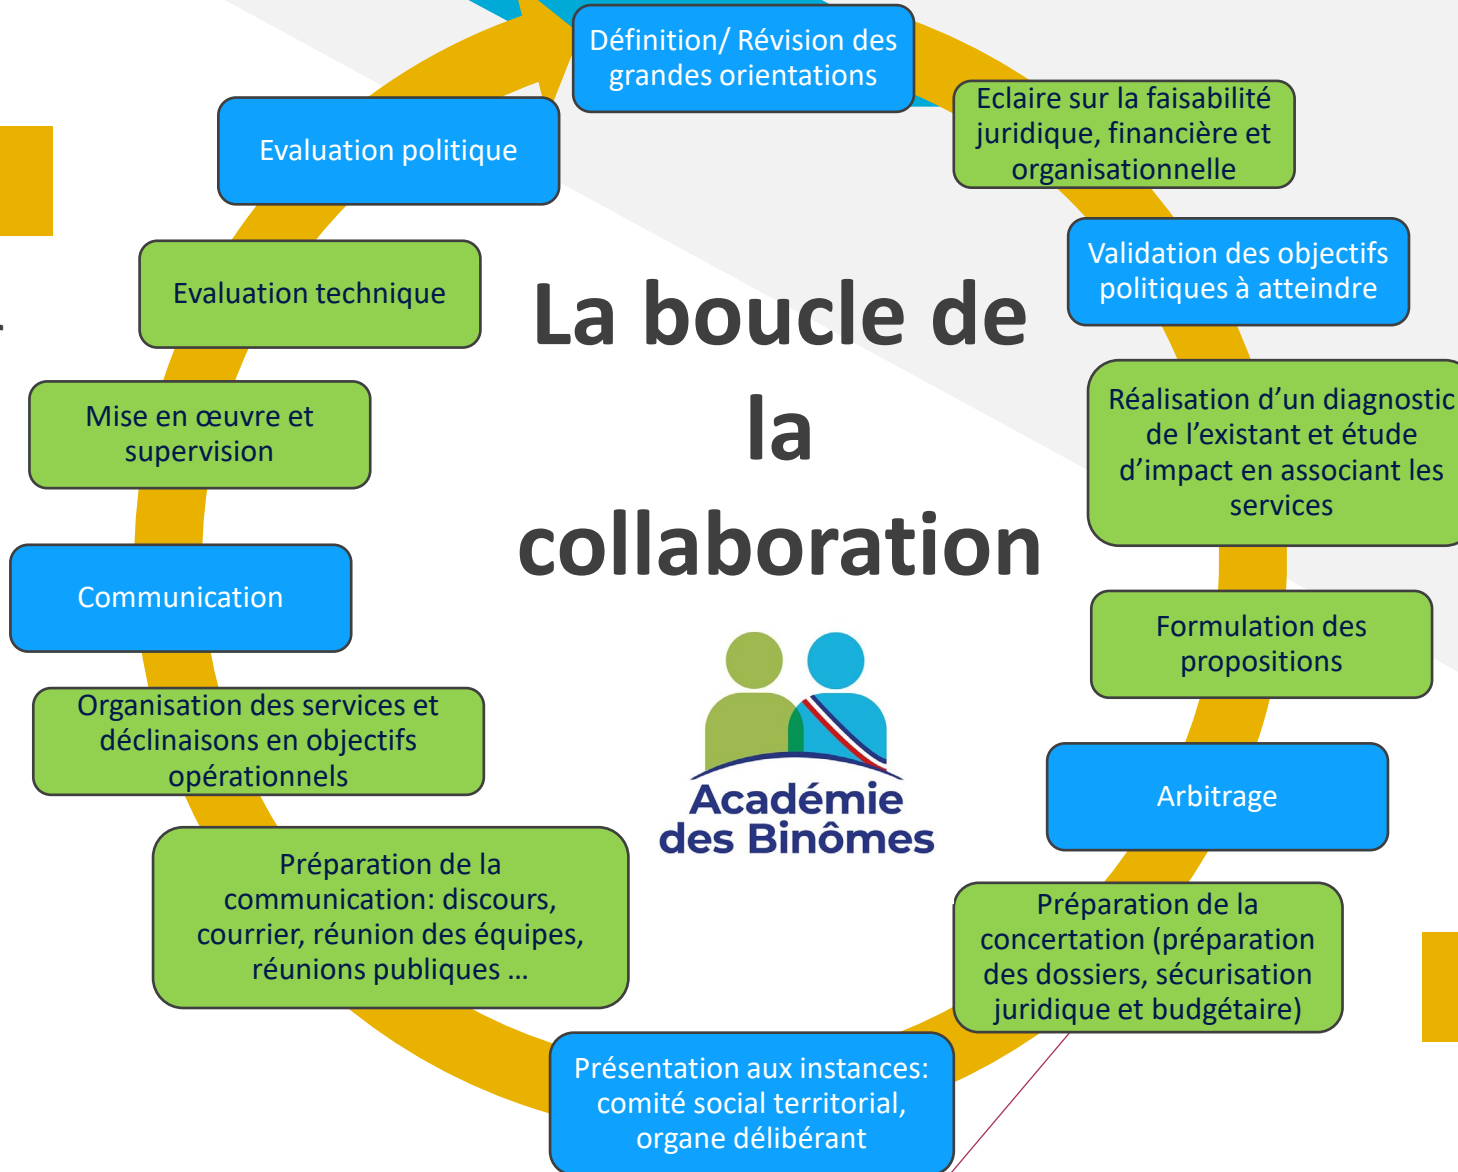 Définition/ Révision des
grandes orientations
Eclaire sur la faisabilité
juridique, financière et
organisationnelle
Validation des objectifs
politiques à atteindre
Réalisation d’un diagnostic
de l’existant et étude
d’impact en associant les
services
Formulation des
propositions
Arbitrage
Préparation de la
concertation (préparation
des dossiers, sécurisation
juridique et budgétaire)
Présentation aux instances:
comité social territorial,
organe délibérant
Préparation de la
communication: discours,
courrier, réunion des équipes,
réunions publiques ...
Organisation des services et
déclinaisons en objectifs
opérationnels
Communication
Mise en œuvre et
supervision
Evaluation technique
Evaluation politique
La boucle de
la
collaboration
Académie
des Binômes